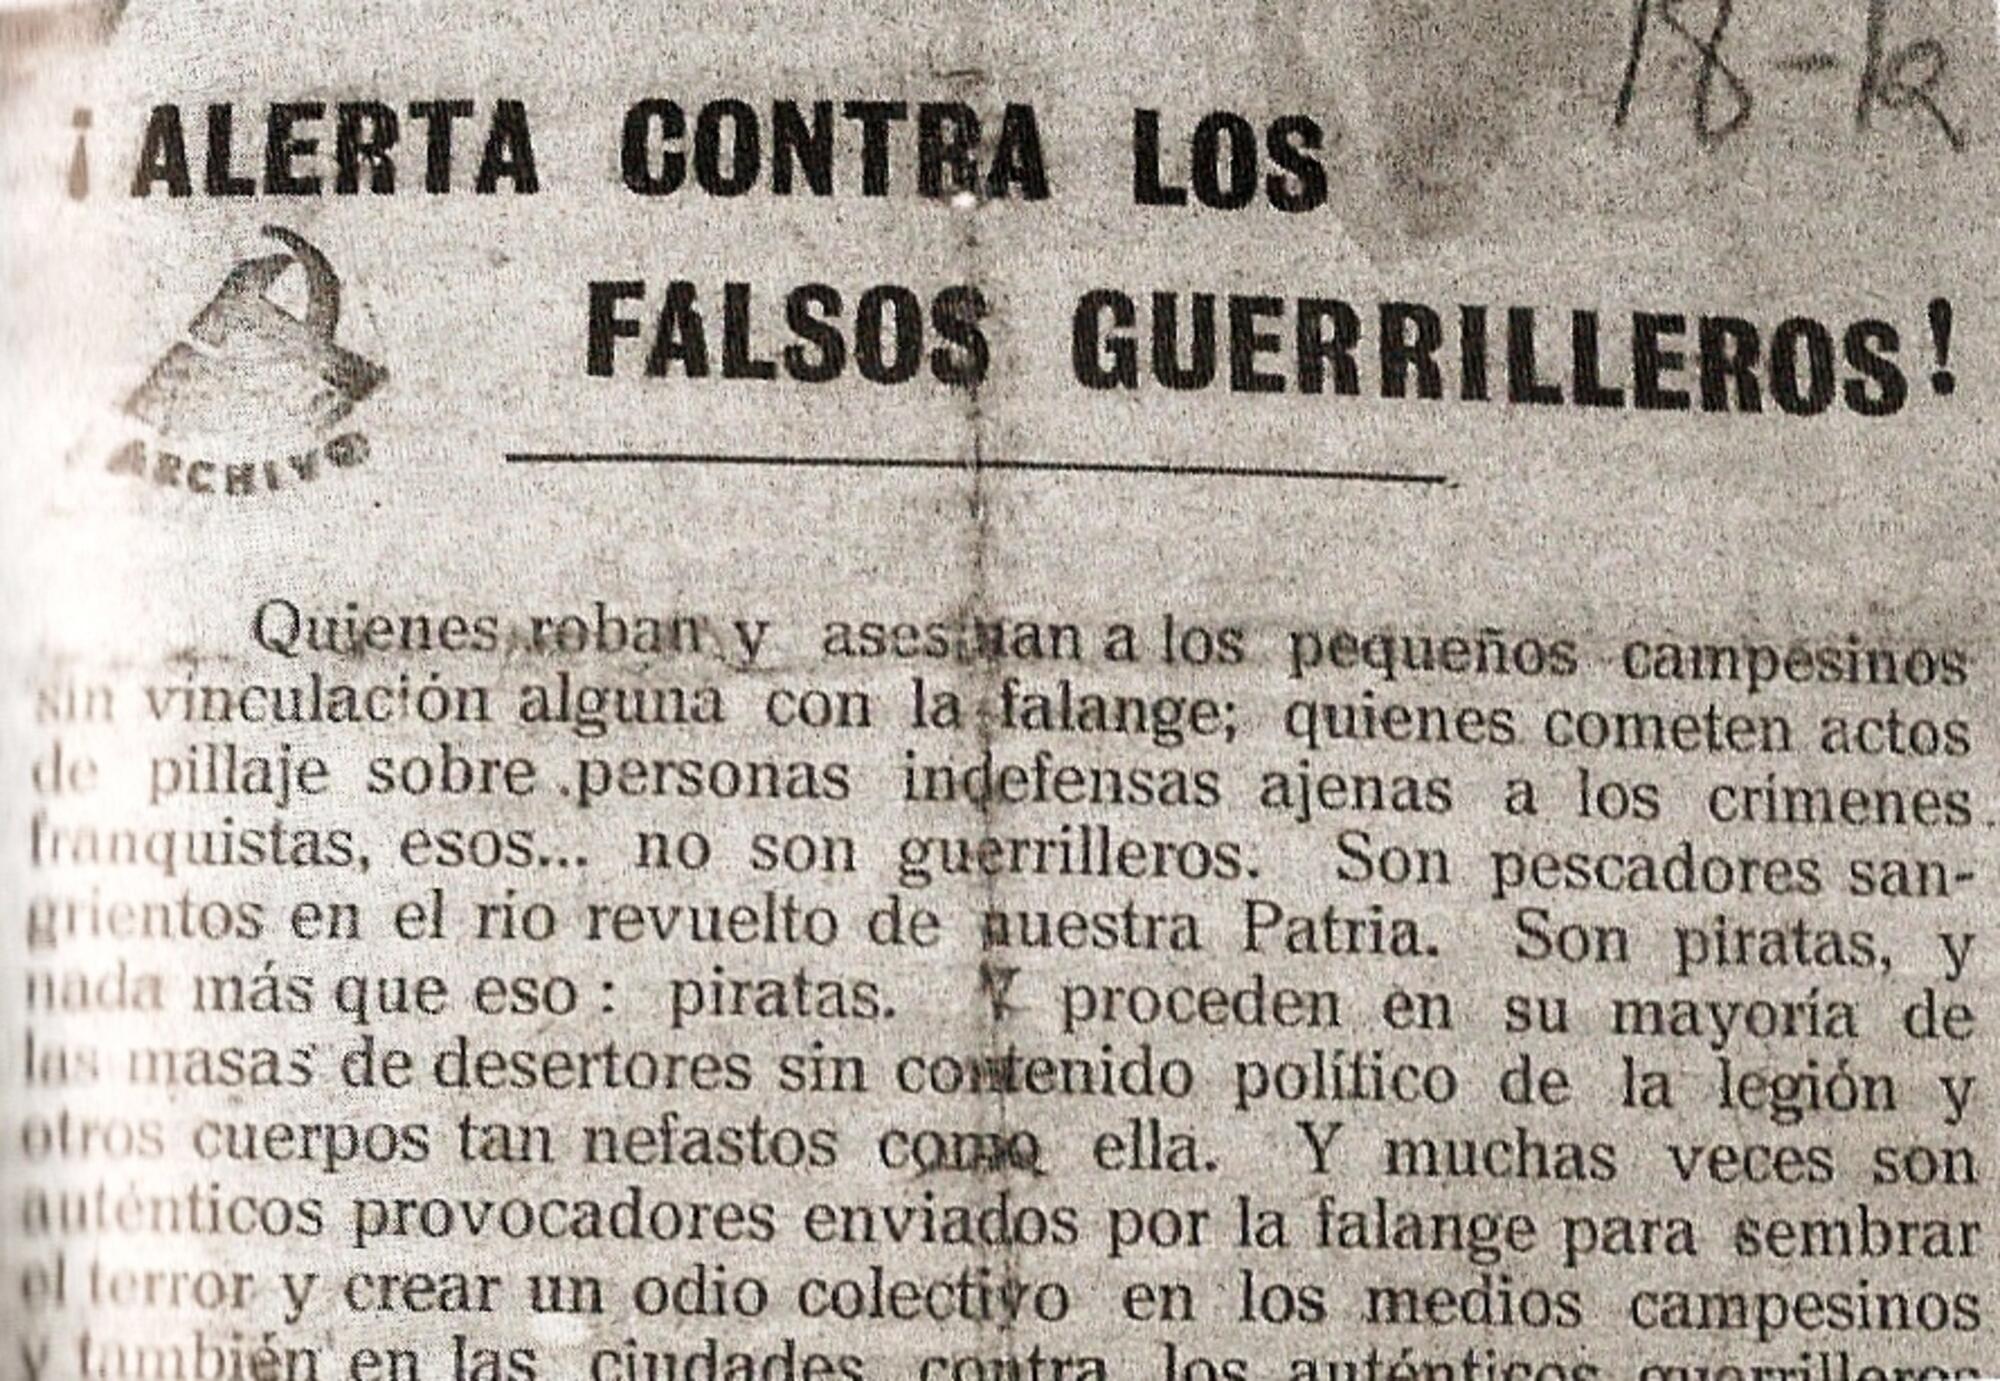 18-12
¡ALERTA CONTRA LOS
FALSOS GUERRILLEROS!
ARCHIVO
Quienes roban y asesinan a los pequeños campesinos
sin vinculación alguna con la falange; quienes cometen actos
de pillaje sobre personas indefensas ajenas a los crímenes
franquistas, esos... no son guerrilleros. Son pescadores san-
grientos en el río revuelto de nuestra Patria. Son piratas, y
nada más que eso: piratas. Y proceden en su mayoría de
las masas de desertores sin contenido político de la legión y
otros cuerpos tan nefastos como ella. Y muchas veces son
auténticos provocadores enviados por la falange para sembrar
el terror y crear un odio colectivo en los medios campesinos
y también en las ciudades contra los auténticos guerrilleros